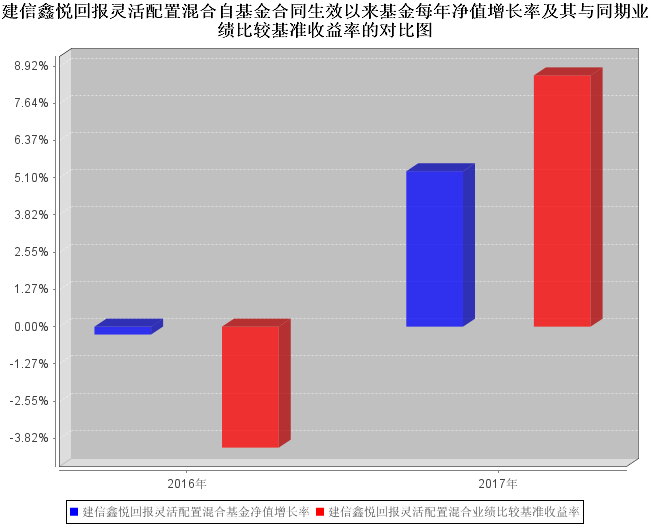 建信鑫悦回报灵活配置混合自基金合同生效以来基金每年净值增长率及其与同期业
绩比较基准收益率的对比图
8.92%
7.64%
6.37%
5.10%
3.82%
2.55%
1.27%
0.00%
-1.27%
-2.55%
-3.82%
2016年 2017年
建信鑫悦回报灵活配置混合基金净值增长率 建信鑫悦回报灵活配置混合业绩比较基准收益率